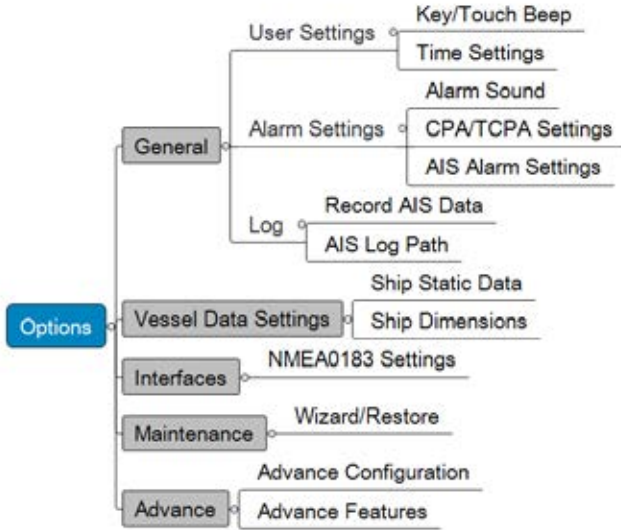 Options
General
User Settings
Key/Touch Beep
Time Settings
Alarm Settings
Alarm Sound
CPA/TCPA Settings
AIS Alarm Settings
Log
Record AIS Data
AIS Log Path
Vessel Data Settings
Ship Static Data
Ship Dimensions
Interfaces
NMEA0183 Settings
Maintenance
Wizard/Restore
Advance
Advance Configuration
Advance Features